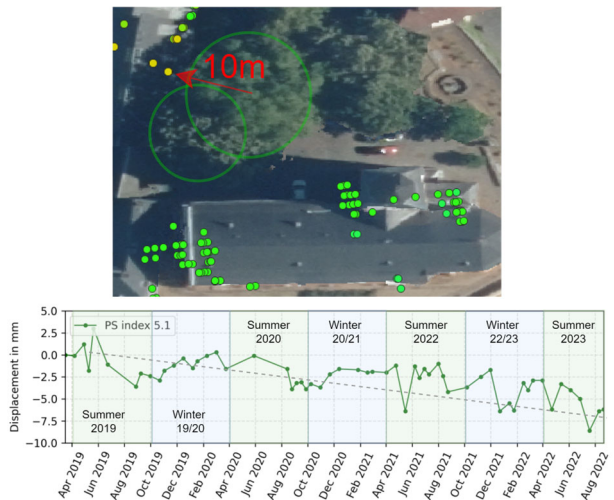 10m
5.0
2.5
0.0
−2.5
−5.0
−7.5
−10.0
Displacement in mm
PS index 5.1
Summer
2019
Winter
19/20
Summer
2020
Winter
20/21
Summer
2022
Winter
22/23
Summer
2023
Apr 2019
Jun 2019
Aug 2019
Oct 2019
Dec 2019
Feb 2020
Apr 2020
Jun 2020
Aug 2020
Oct 2020
Dec 2020
Feb 2021
Apr 2021
Jun 2021
Aug 2021
Oct 2021
Dec 2021
Feb 2022
Apr 2022
Jun 2022
Aug 2022